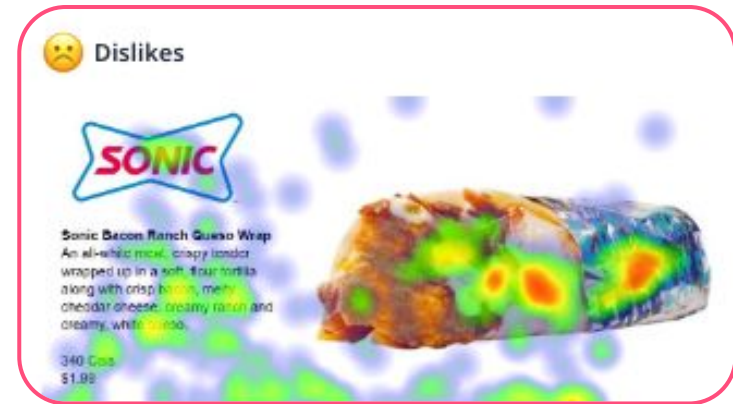 Dislikes
SONIC
Sonic Bacon Ranch Queso Wrap
An all-white meat, crispy tender
wrapped up in a soft, flour tortilla
along with crisp bacon, melty
cheddar cheese, creamy ranch and
creamy, white queso.
340 Cals
$1.99